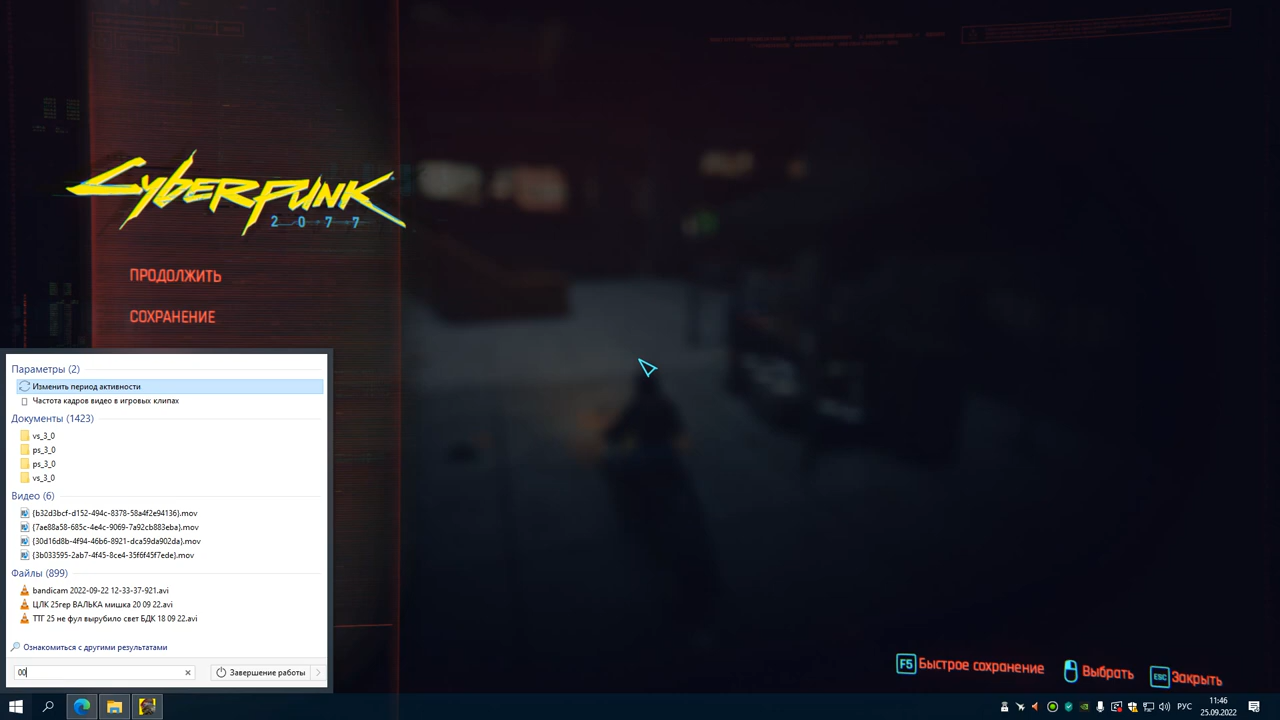 CYBERPUNK
2077
ПРОДОЛЖИТЬ
СОХРАНЕНИЕ
Параметры (2)
Изменить период активности
Частота кадров видео в игровых клипах
Документы (1423)
vs_3_0
ps_3_0
ps_3_0
vs_3_0
Видео (6)
{b32d3bcf-d152-494c-8378-58a4f2e94136}.mov
{7ae88a58-685c-4e4c-9069-7a92cb883eba}.mov
{30d16d8b-4f94-46b6-8921-dca59da902da}.mov
{3b033595-2ab7-4f45-8ce4-35f6f45f7ede}.mov
Файлы (899)
bandicam 2022-09-22 12-33-37-921.avi
ЦЛК 25гер ВАЛЬКА мишка 20 09 22.avi
ТТГ 25 не фул вырубило свет БДК 18 09 22.avi
Ознакомиться с другими результатами
00
Завершение работы
F5 Быстрое сохранение
Выбрать
ESC Закрыть
РУС
11:46
25.09.2022